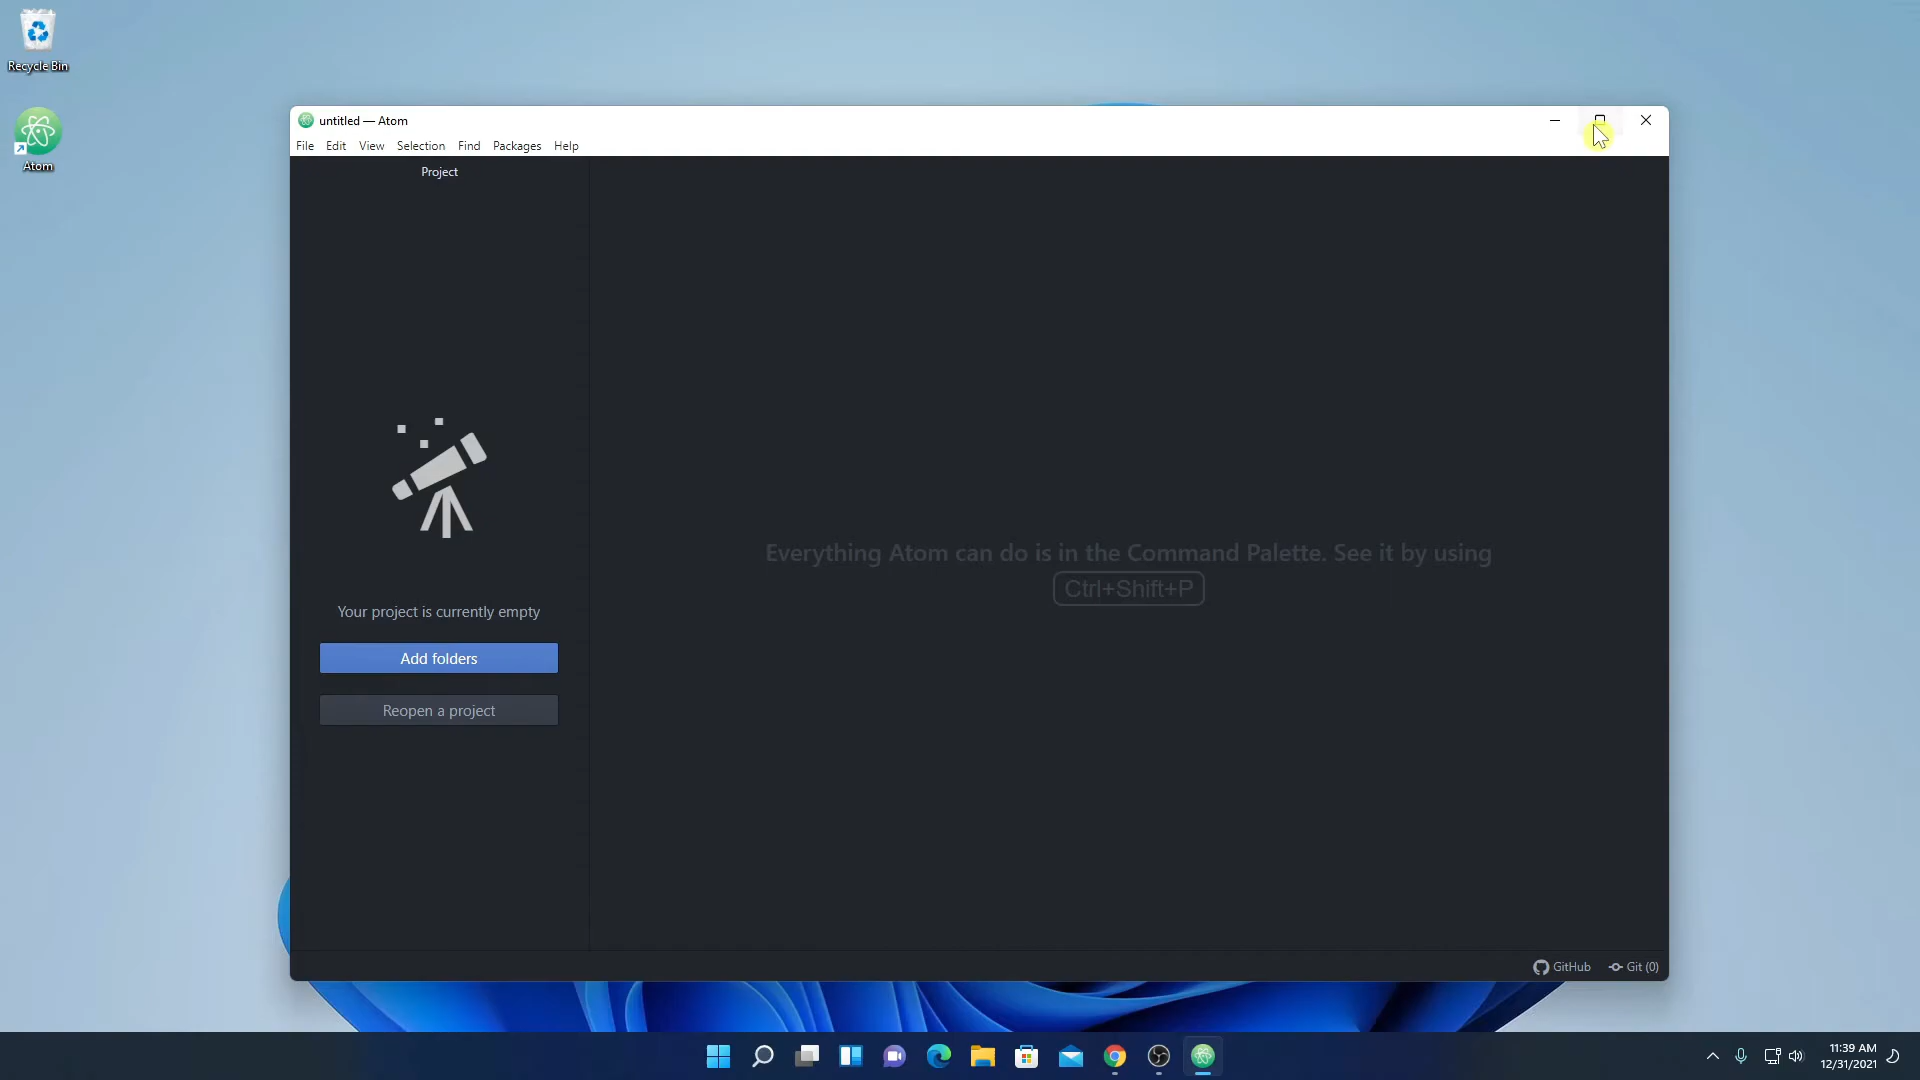 Recycle Bin
Atom
untitled — Atom
File Edit View Selection Find Packages Help
Project
Everything Atom can do is in the Command Palette. See it by using
Ctrl+Shift+P
Your project is currently empty
Add folders
Reopen a project
GitHub Git (0)
11:39 AM
12/31/2021